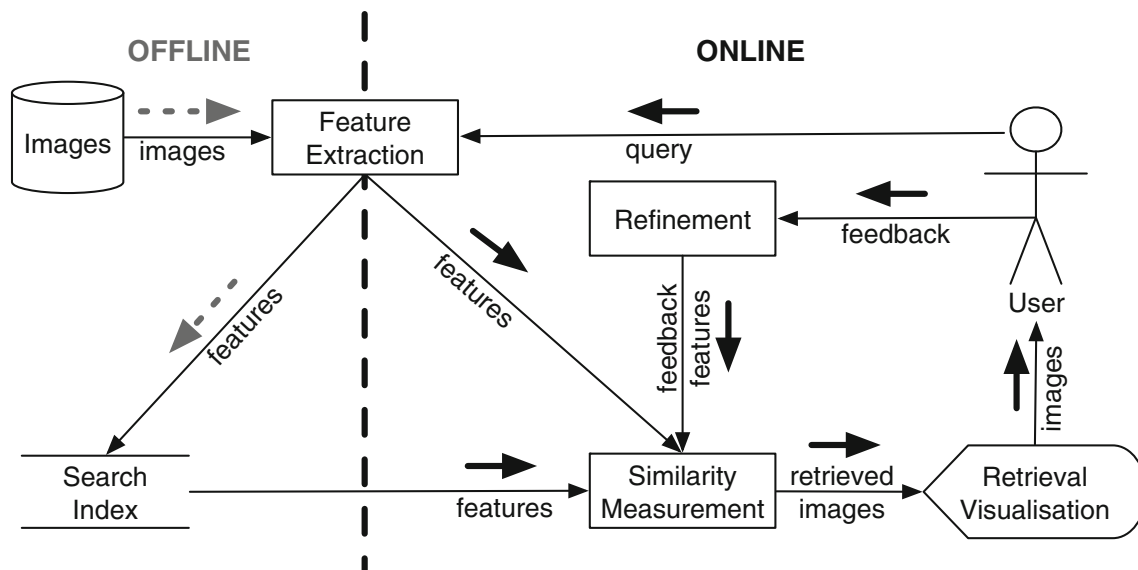 OFFLINE
ONLINE
Images
images
Feature
Extraction
query
Refinement
feedback
User
features
features
feedback
features
images
Search
Index
features
Similarity
Measurement
retrieved
images
Retrieval
Visualisation